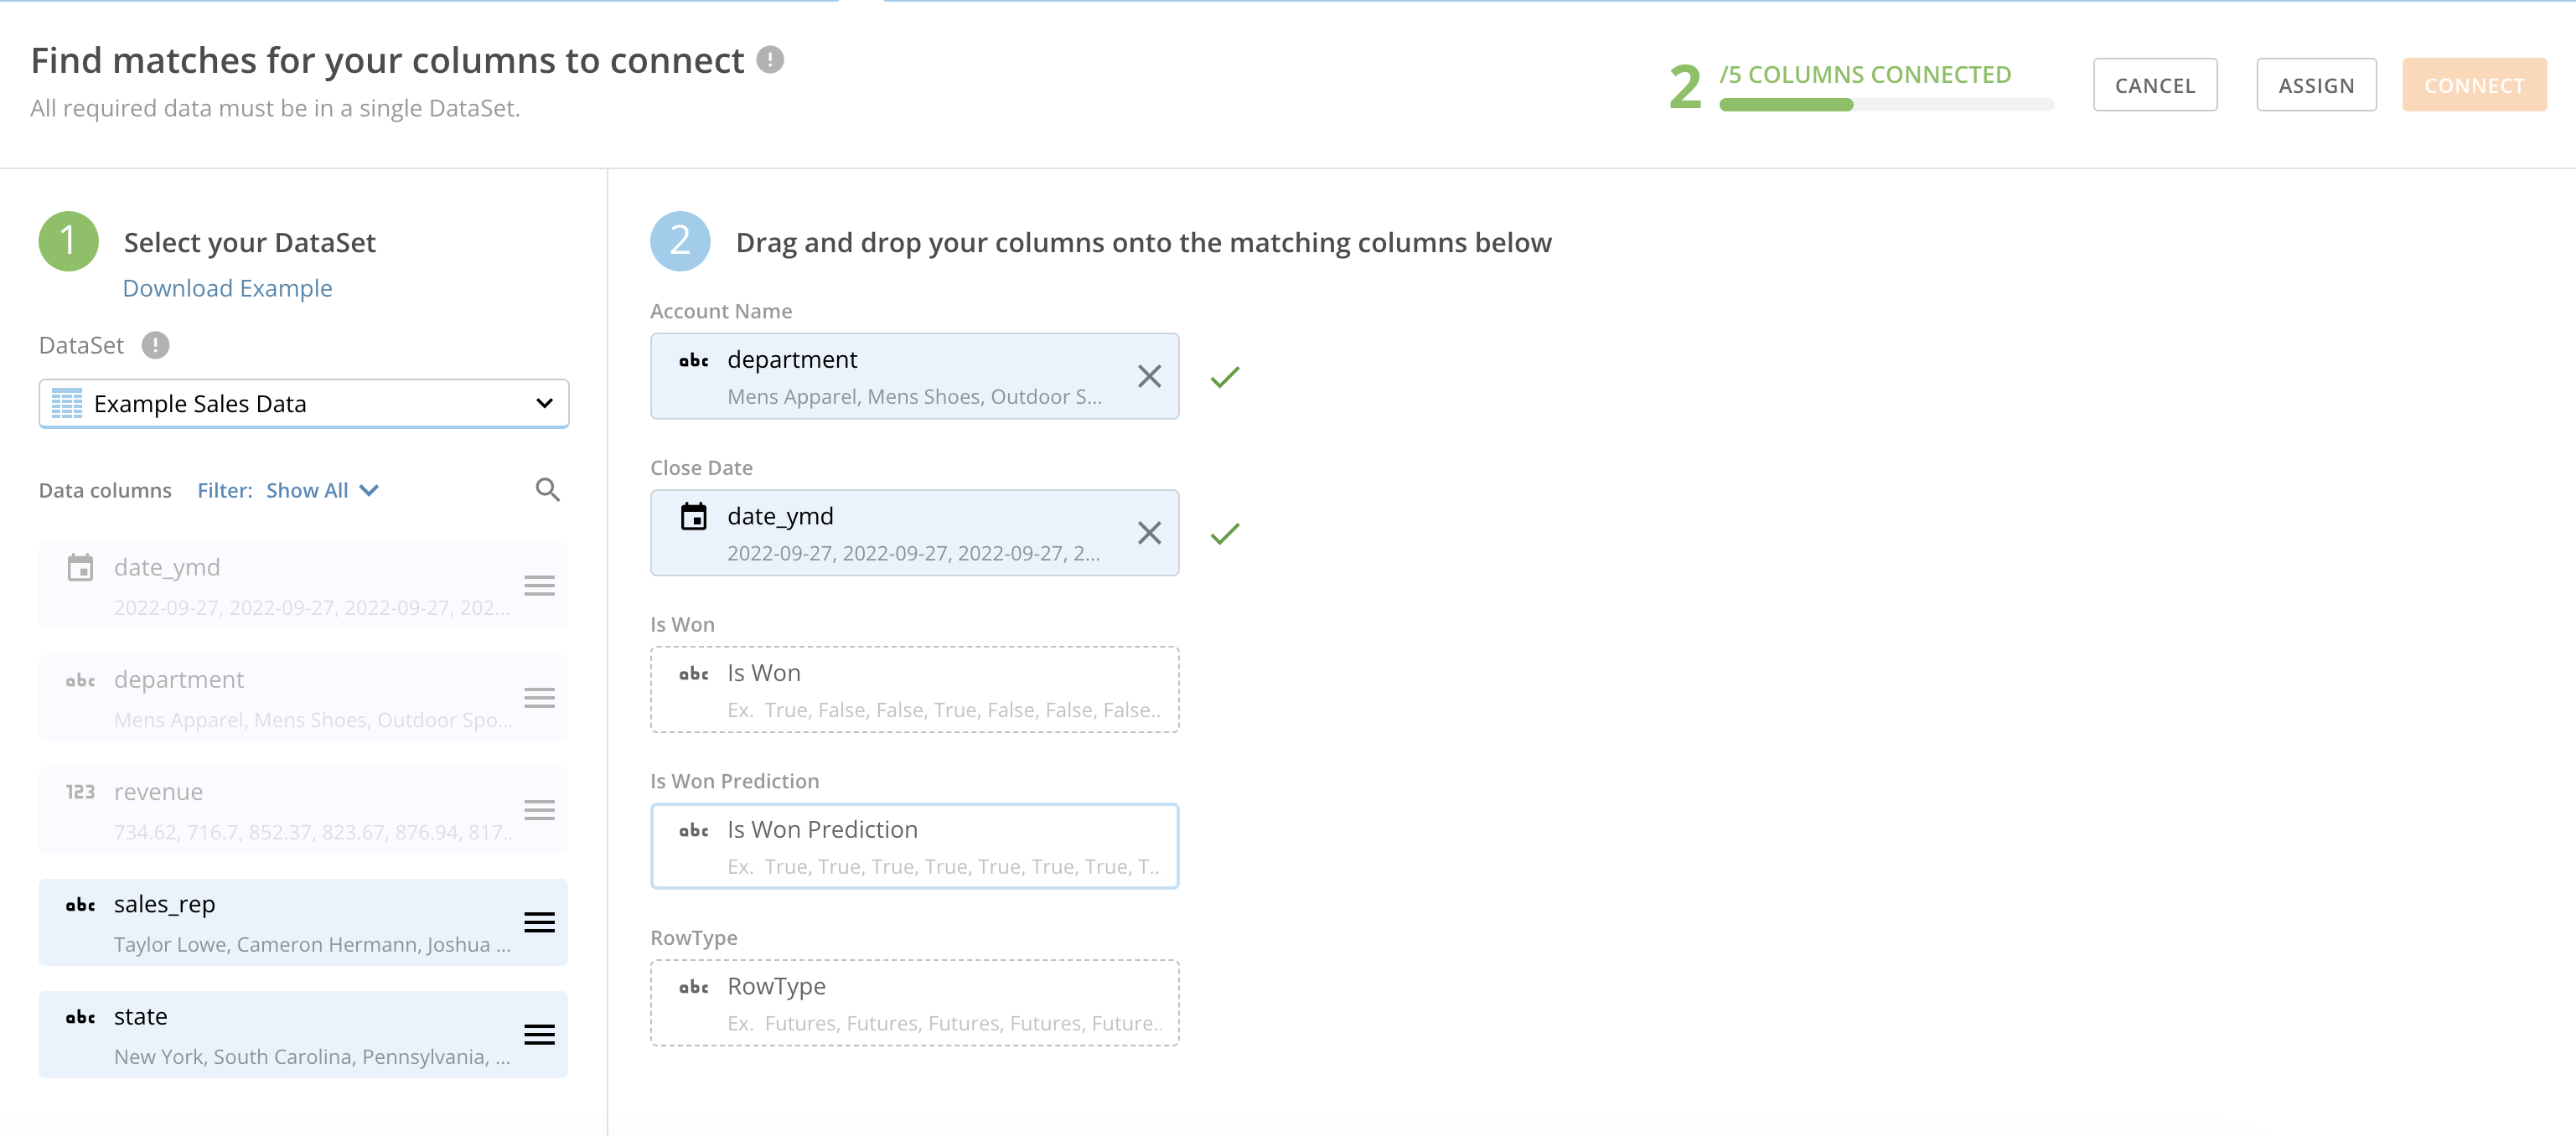 Find matches for your columns to connect !
All required data must be in a single DataSet.
2 /5 COLUMNS CONNECTED
CANCEL
ASSIGN
CONNECT
1 Select your DataSet
Download Example
DataSet !
Example Sales Data
Data columns Filter: Show All
date_ymd
2022-09-27, 2022-09-27, 2022-09-27, 202...
abc department
Mens Apparel, Mens Shoes, Outdoor Spo...
123 revenue
734.62, 716.7, 852.37, 823.67, 876.94, 817..
abc sales_rep
Taylor Lowe, Cameron Hermann, Joshua ...
abc state
New York, South Carolina, Pennsylvania, ...
2 Drag and drop your columns onto the matching columns below
Account Name
abc department
Mens Apparel, Mens Shoes, Outdoor S...
Close Date
date_ymd
2022-09-27, 2022-09-27, 2022-09-27, 2...
Is Won
abc Is Won
Ex. True, False, False, True, False, False, False..
Is Won Prediction
abc Is Won Prediction
Ex. True, True, True, True, True, True, True, T..
RowType
abc RowType
Ex. Futures, Futures, Futures, Futures, Future..